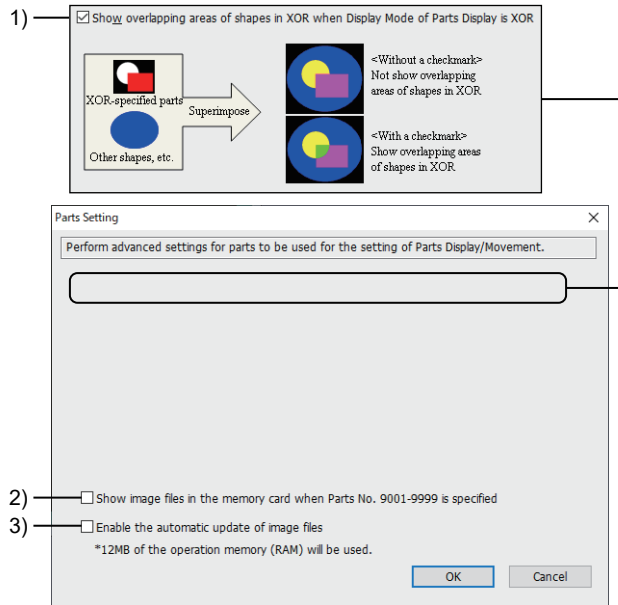 1)
Show overlapping areas of shapes in XOR when Display Mode of Parts Display is XOR
XOR-specified parts
Superimpose
Other shapes, etc.
<Without a checkmark>
Not show overlapping
areas of shapes in XOR
<With a checkmark>
Show overlapping areas
of shapes in XOR
Parts Setting
Perform advanced settings for parts to be used for the setting of Parts Display/Movement.
2)
Show image files in the memory card when Parts No. 9001-9999 is specified
3)
Enable the automatic update of image files
*12MB of the operation memory (RAM) will be used.
OK
Cancel